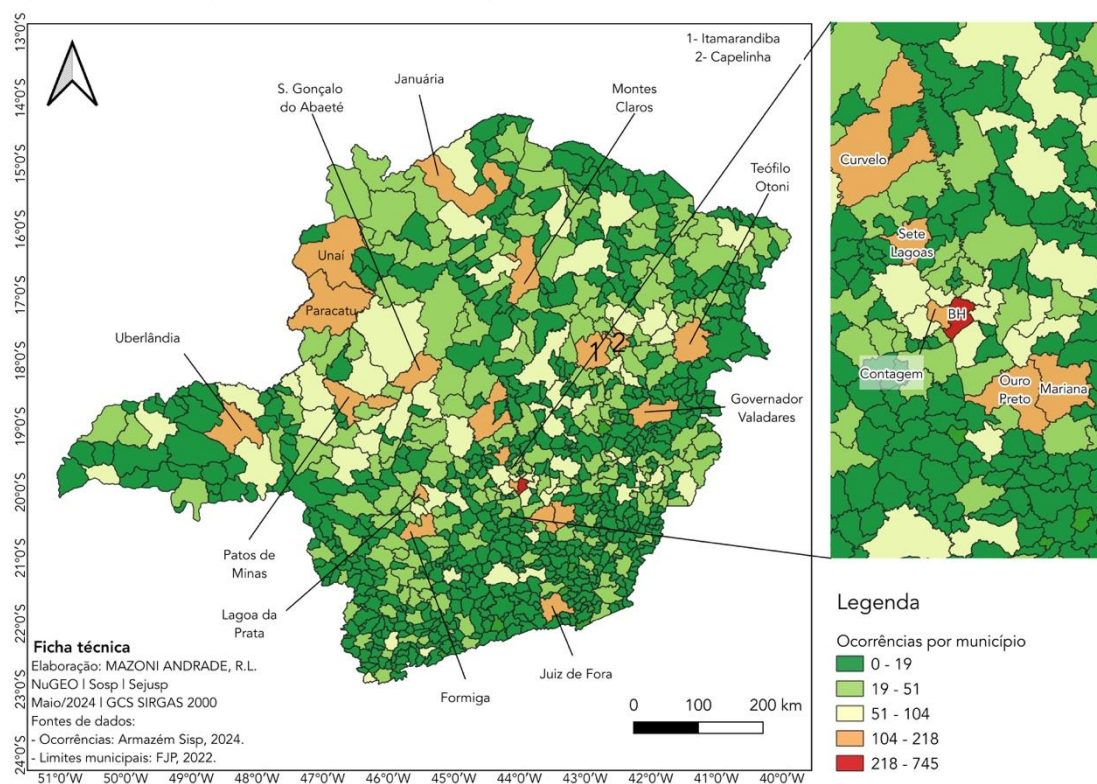 13°0'S
14°0'S
15°0'S
16°0'S
17°0'S
18°0'S
19°0'S
20°0'S
21°0'S
22°0'S
23°0'S
24°0'S
1- Itamarandiba
2- Capelinha
S. Gonçalo
do Abaeté
Januária
Montes
Claros
Teófilo
Otoni
Unaí
Paracatu
Uberlândia
1
2
Governador
Valadares
Patos de
Minas
Lagoa da
Prata
Formiga
Juiz de Fora
Ficha técnica
Elaboração: MAZONI ANDRADE, R.L.
NuGEO | Sosp | Sejusp
Maio/2024 | GCS SIRGAS 2000
Fontes de dados:
- Ocorrências: Armazém Sisp, 2024.
- Limites municipais: FJP, 2022.
0 100 200 km
51°0'W 50°0'W 49°0'W 48°0'W 47°0'W 46°0'W 45°0'W 44°0'W 43°0'W 42°0'W 41°0'W 40°0'W
Curvelo
Sete
Lagoas
BH
Contagem
Ouro
Preto
Mariana
Legenda
Ocorrências por município
0 - 19
19 - 51
51 - 104
104 - 218
218 - 745